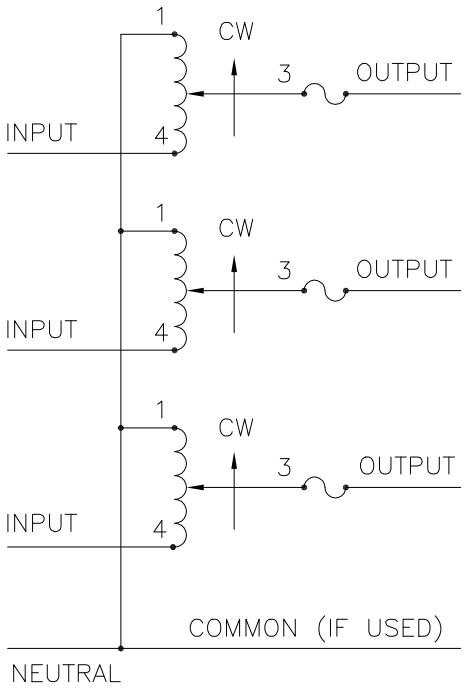 1
CW
3
OUTPUT
INPUT
4
1
CW
3
OUTPUT
INPUT
4
1
CW
3
OUTPUT
INPUT
4
COMMON (IF USED)
NEUTRAL